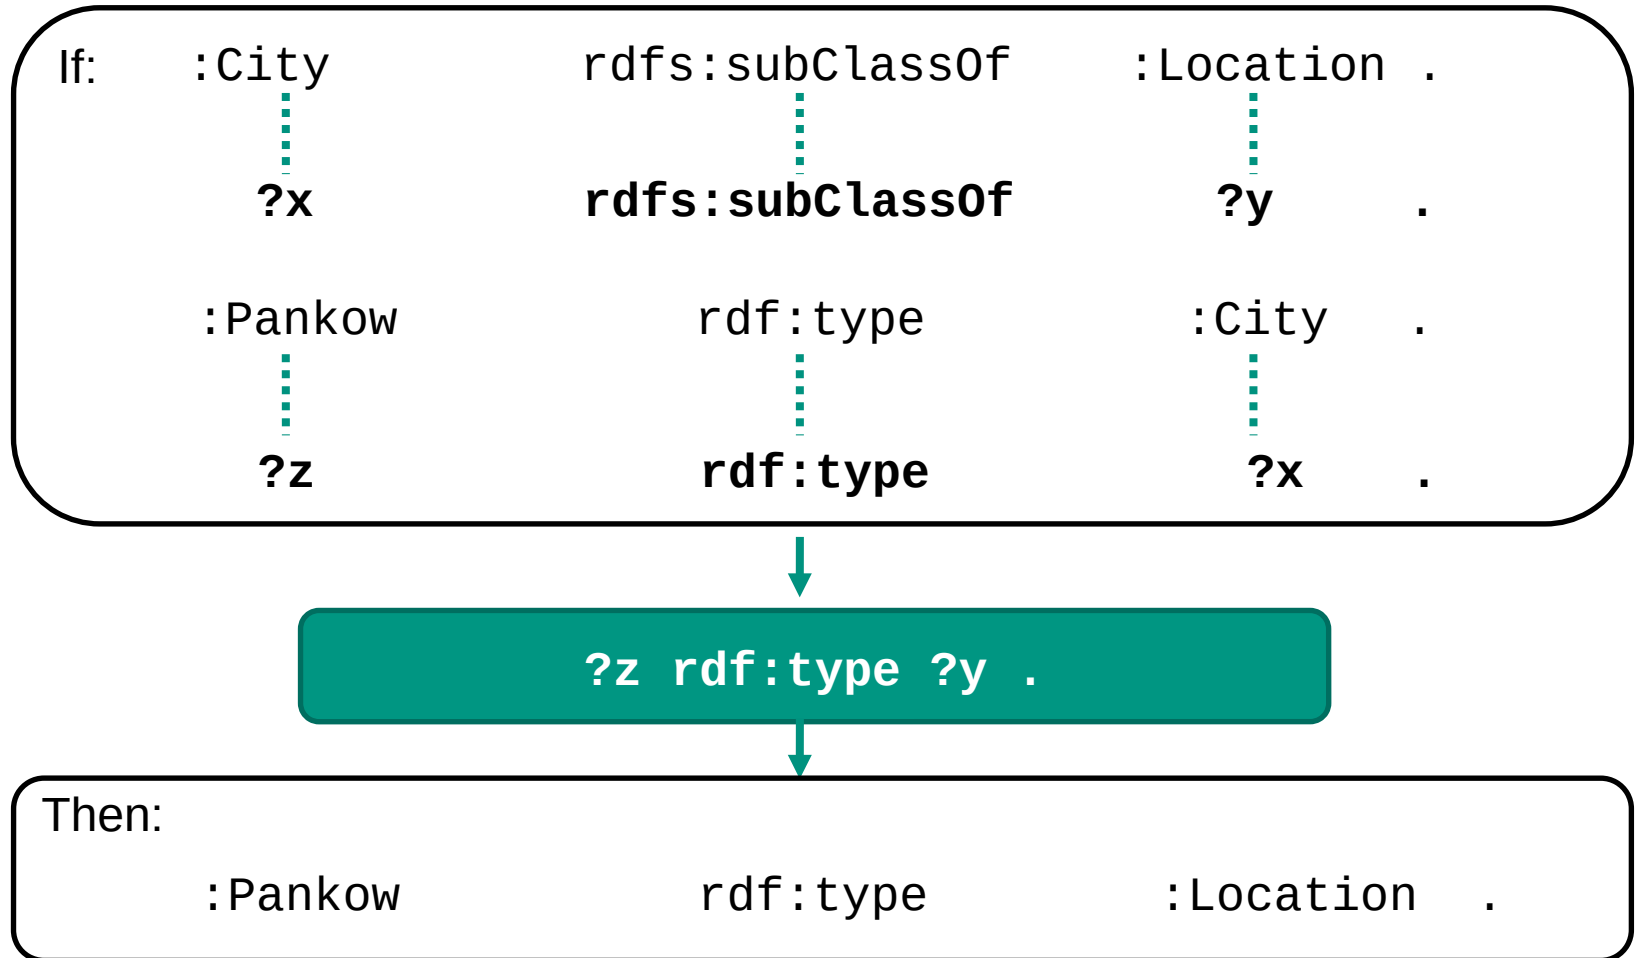 If: :City rdfs:subClassOf :Location .
?x rdfs:subClassOf ?y .
:Pankow rdf:type :City .
?z rdf:type ?x .
?z rdf:type ?y .
Then:
:Pankow rdf:type :Location .